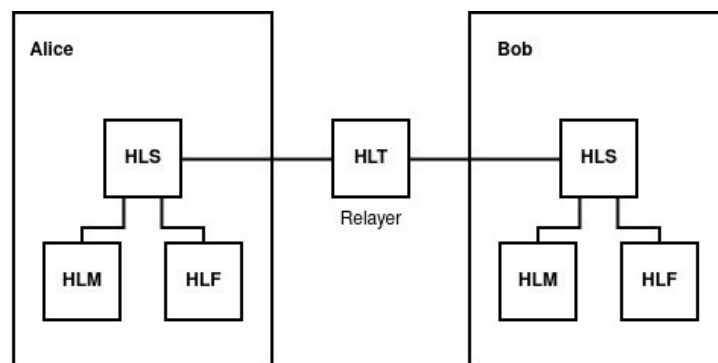 Alice
Bob
HLS
HLT
HLS
Relayer
HLM
HLF
HLM
HLF